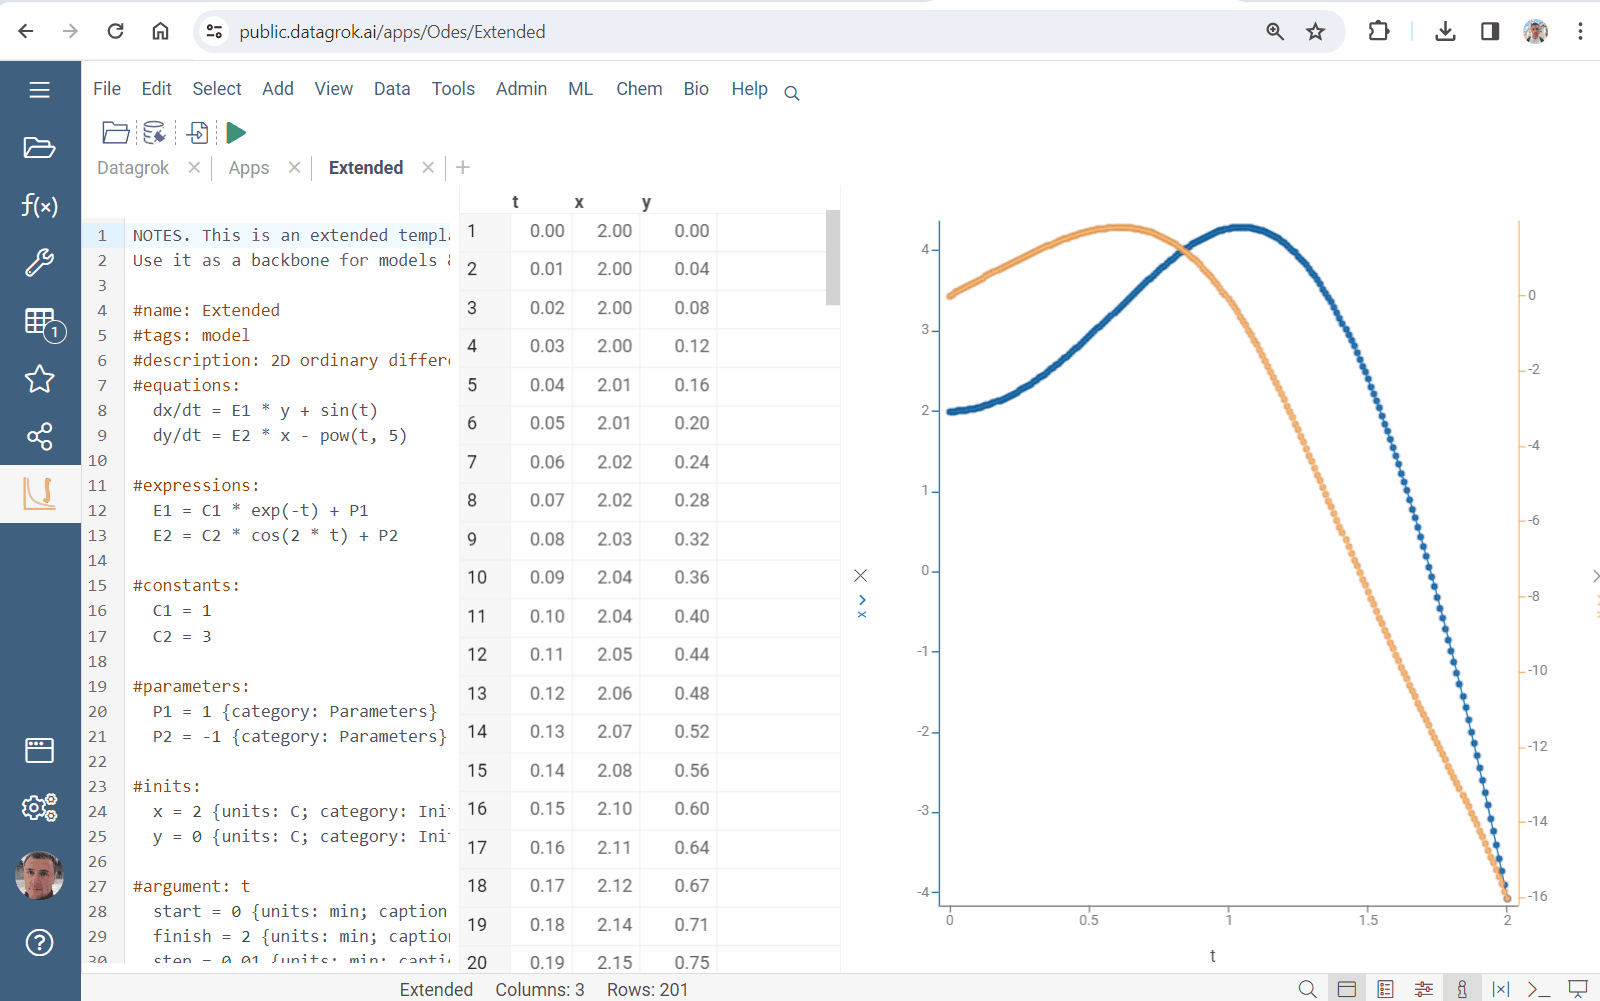 public.datagrok.ai/apps/Odes/Extended
File Edit Select Add View Data Tools Admin ML Chem Bio Help
Datagrok Apps Extended
f(x)
1
1 NOTES. This is an extended templ
2 Use it as a backbone for models &
3
4 #name: Extended
5 #tags: model
6 #description: 2D ordinary differe
7 #equations:
8 dx/dt = E1 * y + sin(t)
9 dy/dt = E2 * x - pow(t, 5)
10
11 #expressions:
12 E1 = C1 * exp(-t) + P1
13 E2 = C2 * cos(2 * t) + P2
14
15 #constants:
16 C1 = 1
17 C2 = 3
18
19 #parameters:
20 P1 = 1 {category: Parameters}
21 P2 = -1 {category: Parameters}
22
23 #inits:
24 x = 2 {units: C; category: Ini
25 y = 0 {units: C; category: Ini
26
27 #argument: t
28 start = 0 {units: min; caption
29 finish = 2 {units: min; caption
30 step = 0.01 {units: min; capti
t x y
1 0.00 2.00 0.00
2 0.01 2.00 0.04
3 0.02 2.00 0.08
4 0.03 2.00 0.12
5 0.04 2.01 0.16
6 0.05 2.01 0.20
7 0.06 2.02 0.24
8 0.07 2.02 0.28
9 0.08 2.03 0.32
10 0.09 2.04 0.36
11 0.10 2.04 0.40
12 0.11 2.05 0.44
13 0.12 2.06 0.48
14 0.13 2.07 0.52
15 0.14 2.08 0.56
16 0.15 2.10 0.60
17 0.16 2.11 0.64
18 0.17 2.12 0.67
19 0.18 2.14 0.71
20 0.19 2.15 0.75
x
4
3
2
1
0
-1
-2
-3
-4
0 0.5 1 1.5 2
t
0
-2
-4
-6
-8
-10
-12
-14
-16
Extended Columns: 3 Rows: 201